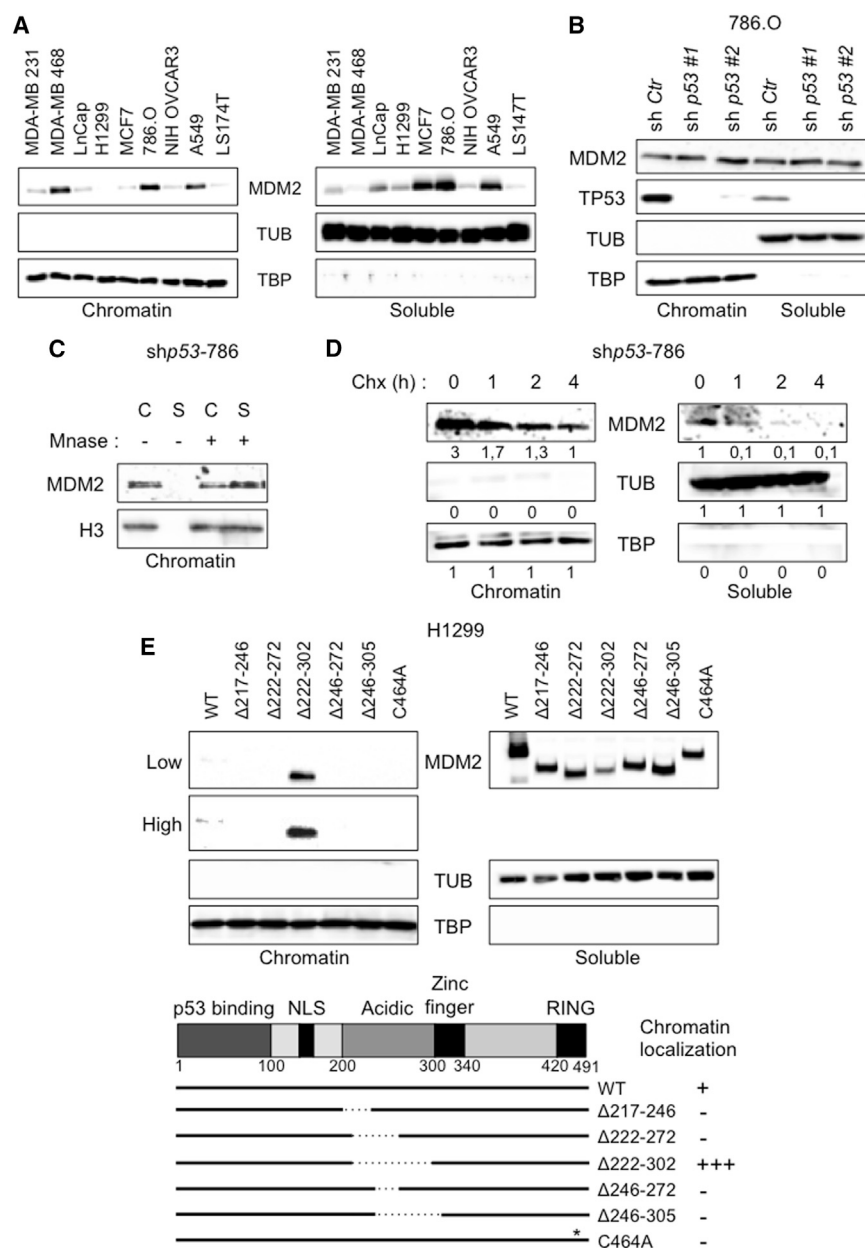 A
MDA-MB 231
MDA-MB 468
LnCap
H1299
MCF7
786.O
NIH OVCAR3
A549
LS174T
MDA-MB 231
MDA-MB 468
LnCap
H1299
MCF7
786.O
NIH OVCAR3
A549
LS147T
MDM2
TUB
TBP
Chromatin
Soluble
B
786.O
sh Ctr
sh p53 #1
sh p53 #2
sh Ctr
sh p53 #1
sh p53 #2
MDM2
TP53
TUB
TBP
Chromatin Soluble
C
shp53-786
C S C S
Mnase : - - + +
MDM2
H3
Chromatin
D
shp53-786
Chx (h) : 0 1 2 4 0 1 2 4
MDM2
3 1,7 1,3 1 1 0,1 0,1 0,1
TUB
0 0 0 0 1 1 1 1
TBP
1 1 1 1 0 0 0 0
Chromatin Soluble
E
H1299
WT
Δ217-246
Δ222-272
Δ222-302
Δ246-272
Δ246-305
C464A
WT
Δ217-246
Δ222-272
Δ222-302
Δ246-272
Δ246-305
C464A
Low
MDM2
High
TUB
TBP
Chromatin Soluble
p53 binding NLS Acidic Zinc finger RING
Chromatin localization
1 100 200 300 340 420 491
WT +
Δ217-246 -
Δ222-272 -
Δ222-302 +++
Δ246-272 -
Δ246-305 -
*
C464A -